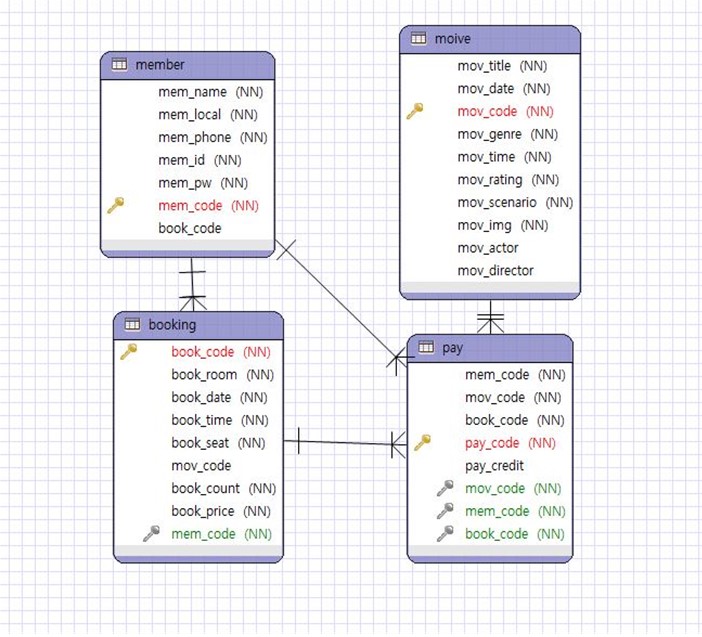 member
mem_name (NN)
mem_local (NN)
mem_phone (NN)
mem_id (NN)
mem_pw (NN)
mem_code (NN)
book_code
moive
mov_title (NN)
mov_date (NN)
mov_code (NN)
mov_genre (NN)
mov_time (NN)
mov_rating (NN)
mov_scenario (NN)
mov_img (NN)
mov_actor
mov_director
booking
book_code (NN)
book_room (NN)
book_date (NN)
book_time (NN)
book_seat (NN)
mov_code
book_count (NN)
book_price (NN)
mem_code (NN)
pay
mem_code (NN)
mov_code (NN)
book_code (NN)
pay_code (NN)
pay_credit
mov_code (NN)
mem_code (NN)
book_code (NN)